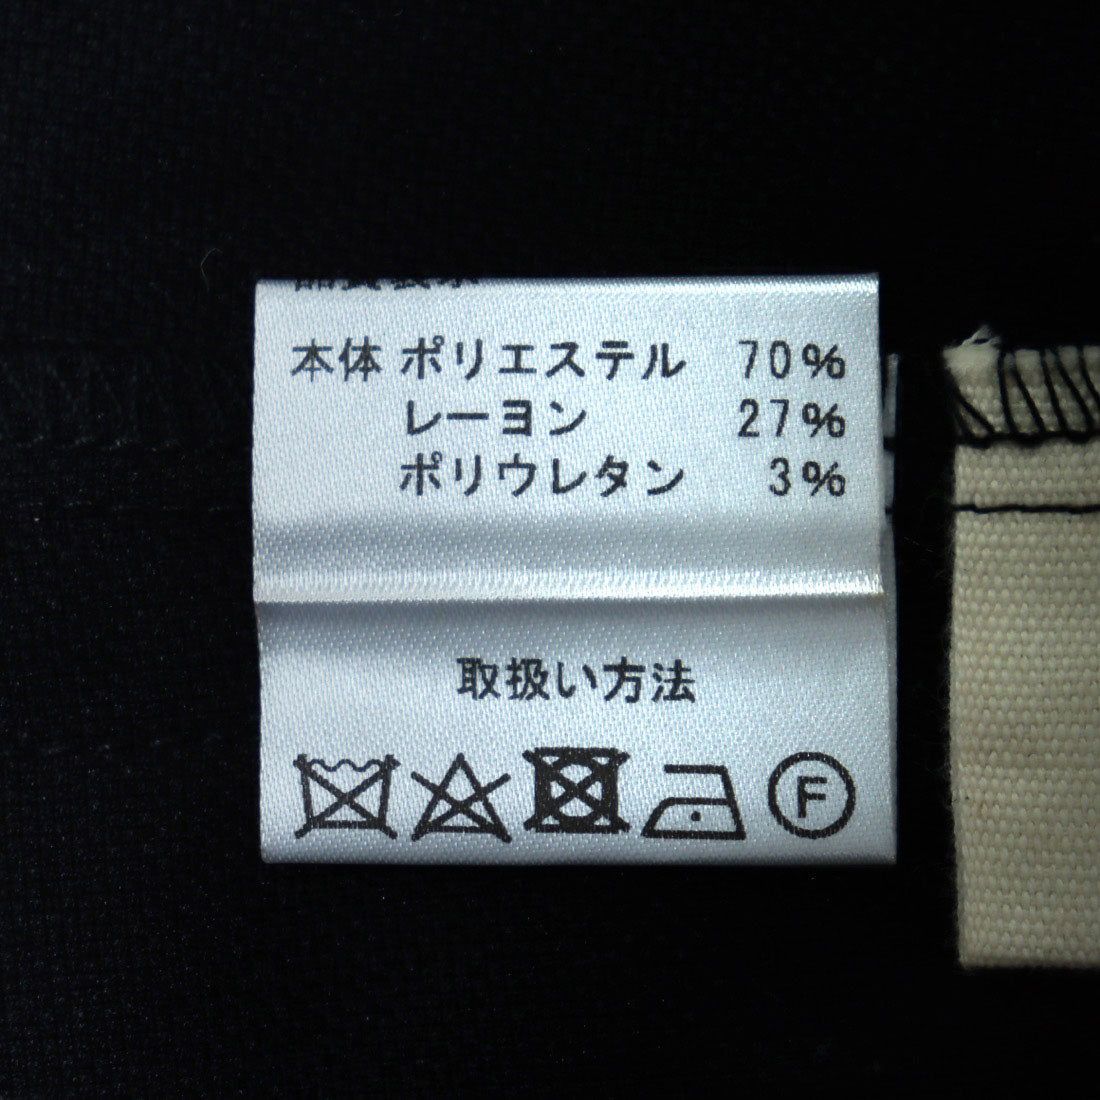 本体 ポリエステル 70%
レーヨン 27%
ポリウレタン 3%
取扱い方法
F